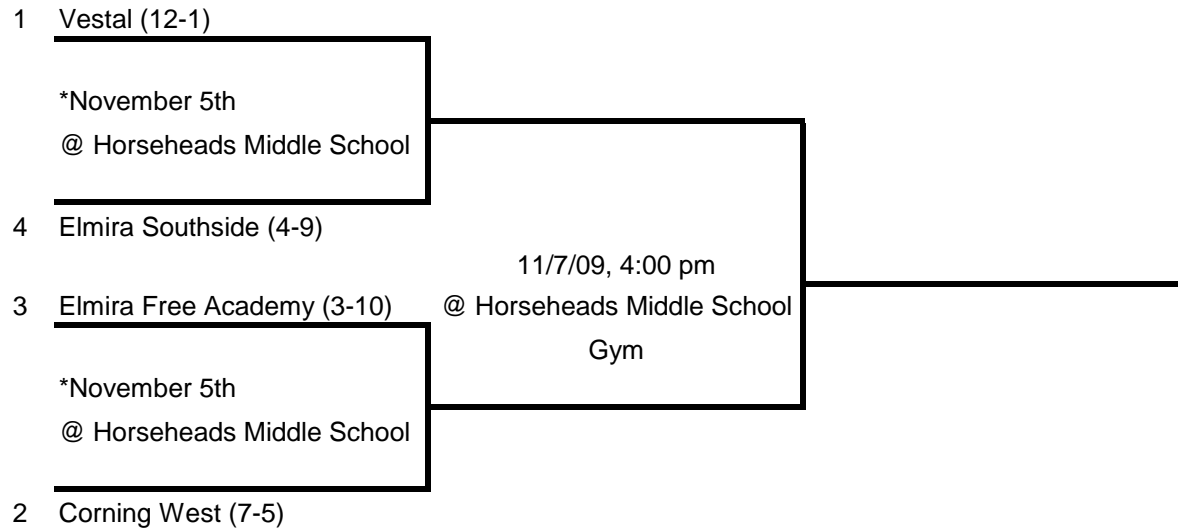 1 Vestal (12-1)
*November 5th
@ Horseheads Middle School
4 Elmira Southside (4-9)
11/7/09, 4:00 pm
3 Elmira Free Academy (3-10)
@ Horseheads Middle School
Gym
*November 5th
@ Horseheads Middle School
2 Corning West (7-5)